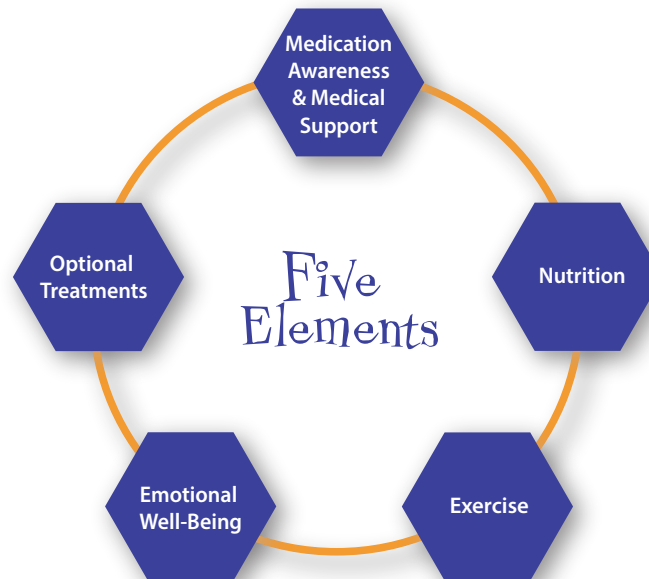 Medication
Awareness
& Medical
Support
Optional
Treatments
Five
Elements
Nutrition
Emotional
Well-Being
Exercise